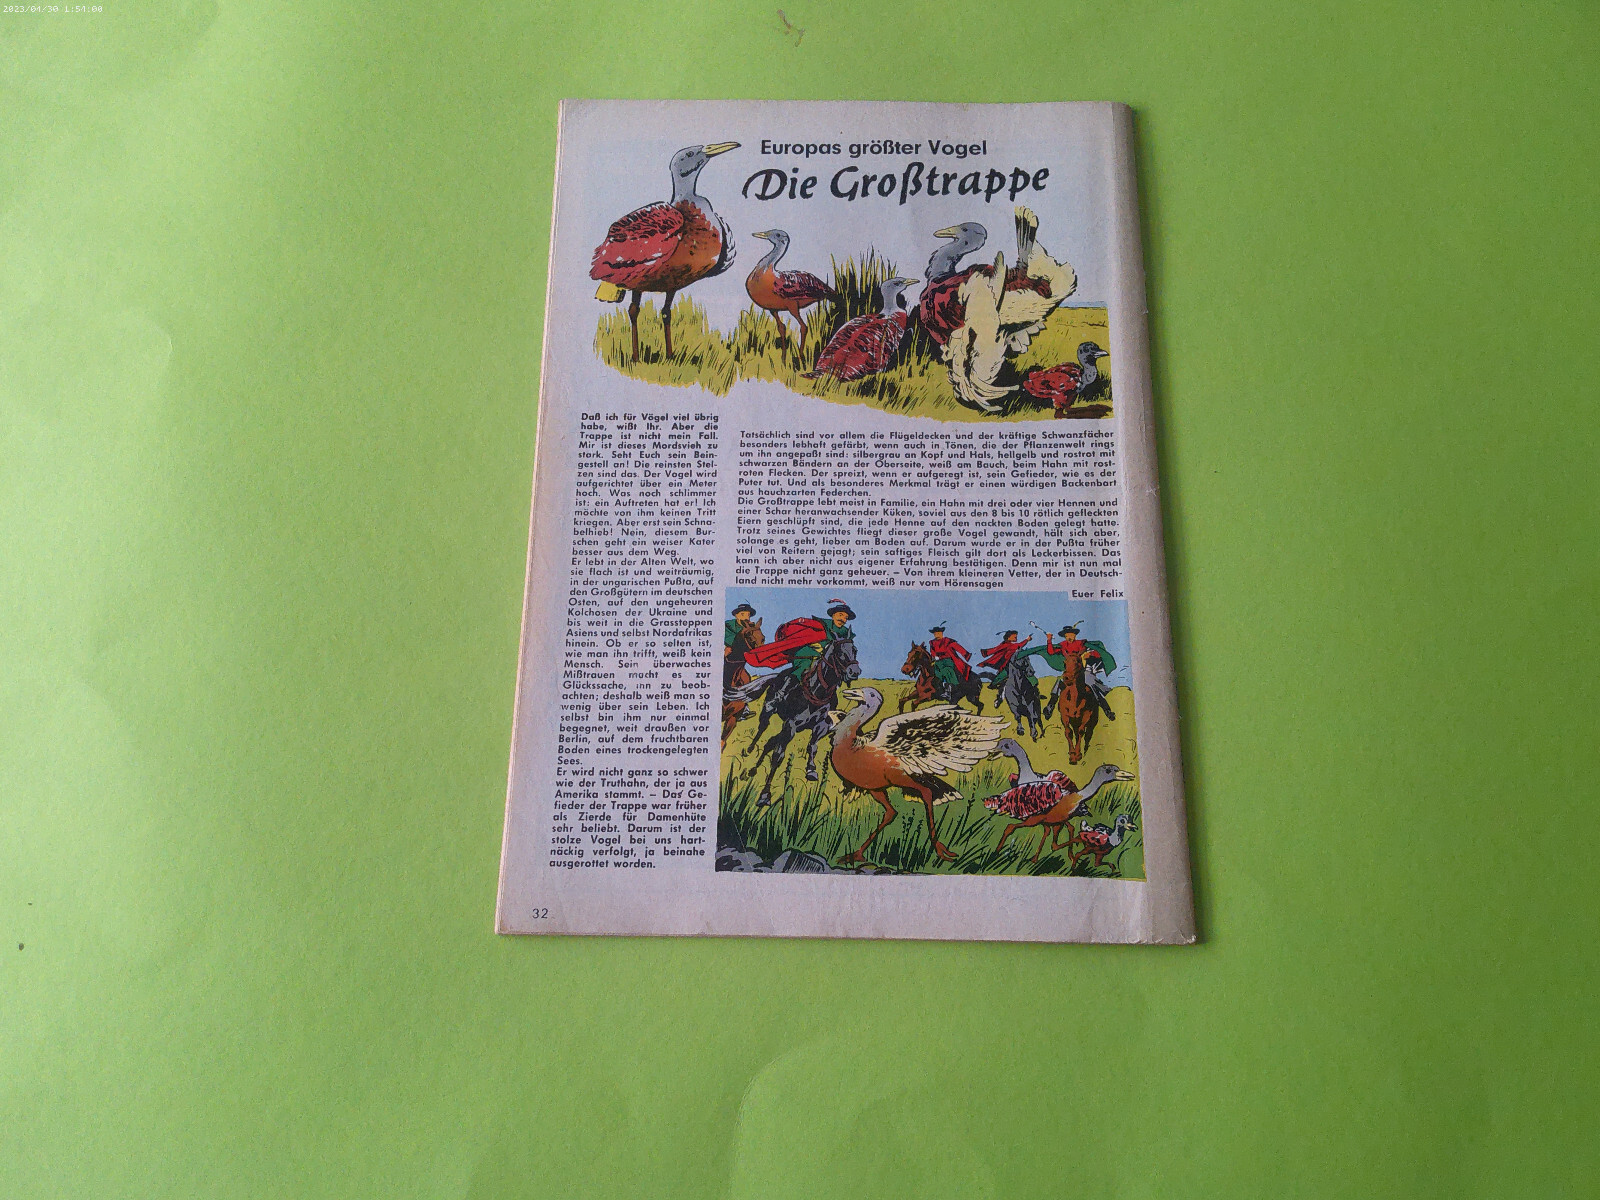 2023/04/30 1:54:00
Europas größter Vogel
Die Großtrappe
Daß ich für Vögel viel übrig
habe, wißt Ihr. Aber die
Trappe ist nicht mein Fall.
Mir ist dieses Mordsvieh zu
stark. Seht Euch sein Bein-
gestell an! Die reinsten Stel-
zen sind das. Der Vogel wird
aufgerichtet über ein Meter
hoch. Was noch schlimmer
ist: ein Auftreten hat er! Ich
möchte von ihm keinen Tritt
kriegen. Aber erst sein Schna-
belhieb! Nein, diesem Bur-
schen geht ein weiser Kater
besser aus dem Weg.
Er lebt in der Alten Welt, wo
sie flach ist und weiträumig,
in der ungarischen Pußta, auf
den Großgütern im deutschen
Osten, auf den ungeheuren
Kolchosen der Ukraine und
bis weit in die Grassteppen
Asiens und selbst Nordafrikas
hinein. Ob er so selten ist,
wie man ihn trifft, weiß kein
Mensch. Sein überwaches
Mißtrauen macht es zur
Glückssache, ihn zu beob-
achten; deshalb weiß man so
wenig über sein Leben. Ich
selbst bin ihm nur einmal
begegnet, weit draußen vor
Berlin, auf dem fruchtbaren
Boden eines trockengelegten
Sees.
Er wird nicht ganz so schwer
wie der Truthahn, der ja aus
Amerika stammt. – Das Ge-
fieder der Trappe war früher
als Zierde für Damenhüte
sehr beliebt. Darum ist der
stolze Vogel bei uns hart-
näckig verfolgt, ja beinahe
ausgerottet worden.
Tatsächlich sind vor allem die Flügeldecken und der kräftige Schwanzfächer
besonders lebhaft gefärbt, wenn auch in Tönen, die der Pflanzenwelt rings
um ihn angepaßt sind: silbergrau an Kopf und Hals, hellgelb und rostrot mit
schwarzen Bändern an der Oberseite, weiß am Bauch, beim Hahn mit rost-
roten Flecken. Der spreizt, wenn er aufgeregt ist, sein Gefieder, wie es der
Puter tut. Und als besonderes Merkmal trägt er einen würdigen Backenbart
aus hauchzarten Federchen.
Die Großtrappe lebt meist in Familie, ein Hahn mit drei oder vier Hennen und
einer Schar heranwachsender Küken, soviel aus den 8 bis 10 rötlich gefleckten
Eiern geschlüpft sind, die jede Henne auf den nackten Boden gelegt hatte.
Trotz seines Gewichtes fliegt dieser große Vogel gewandt, hält sich aber,
solange es geht, lieber am Boden auf. Darum wurde er in der Pußta früher
viel von Reitern gejagt; sein saftiges Fleisch gilt dort als Leckerbissen. Das
kann ich aber nicht aus eigener Erfahrung bestätigen. Denn mir ist nun mal
die Trappe nicht ganz geheuer. – Von ihrem kleineren Vetter, der in Deutsch-
land nicht mehr vorkommt, weiß nur vom Hörensagen
Euer Felix
32